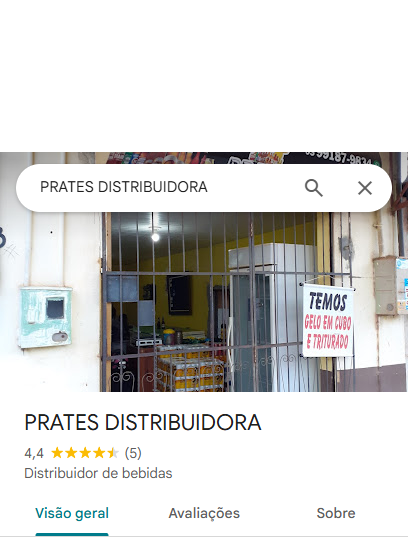 99187-9834
PRATES DISTRIBUIDORA
TEMOS
GELO EM CUBO
E TRITURADO
PRATES DISTRIBUIDORA
4,4 (5)
Distribuidor de bebidas
Visão geral Avaliações Sobre